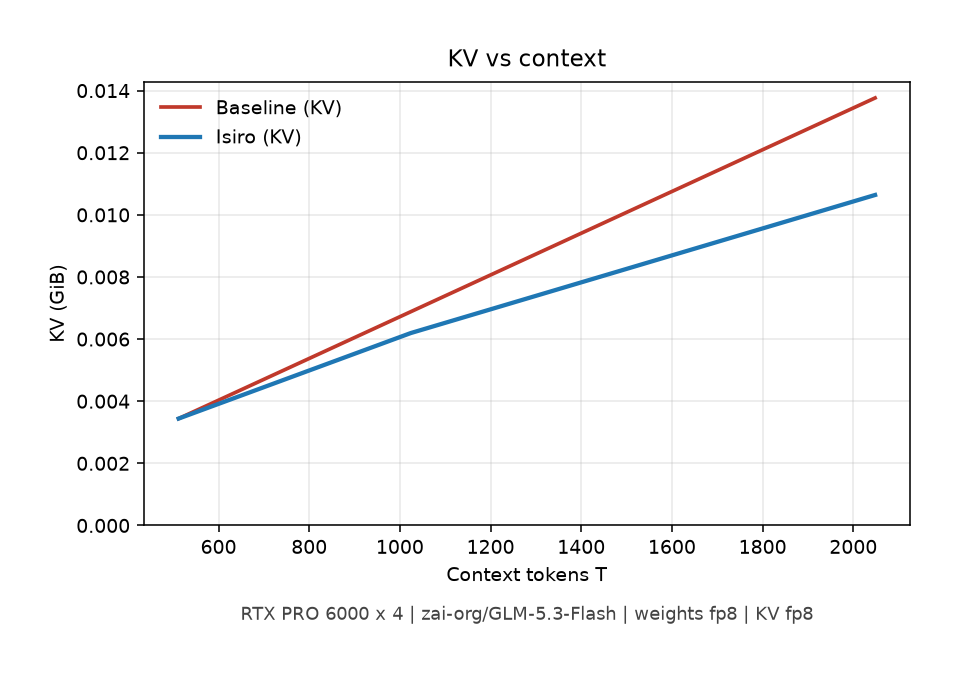 KV vs context
0.014
0.012
0.010
0.008
0.006
0.004
0.002
0.000
KV (GiB)
Baseline (KV)
Isiro (KV)
600 800 1000 1200 1400 1600 1800 2000
Context tokens T
RTX PRO 6000 x 4 | zai-org/GLM-5.3-Flash | weights fp8 | KV fp8